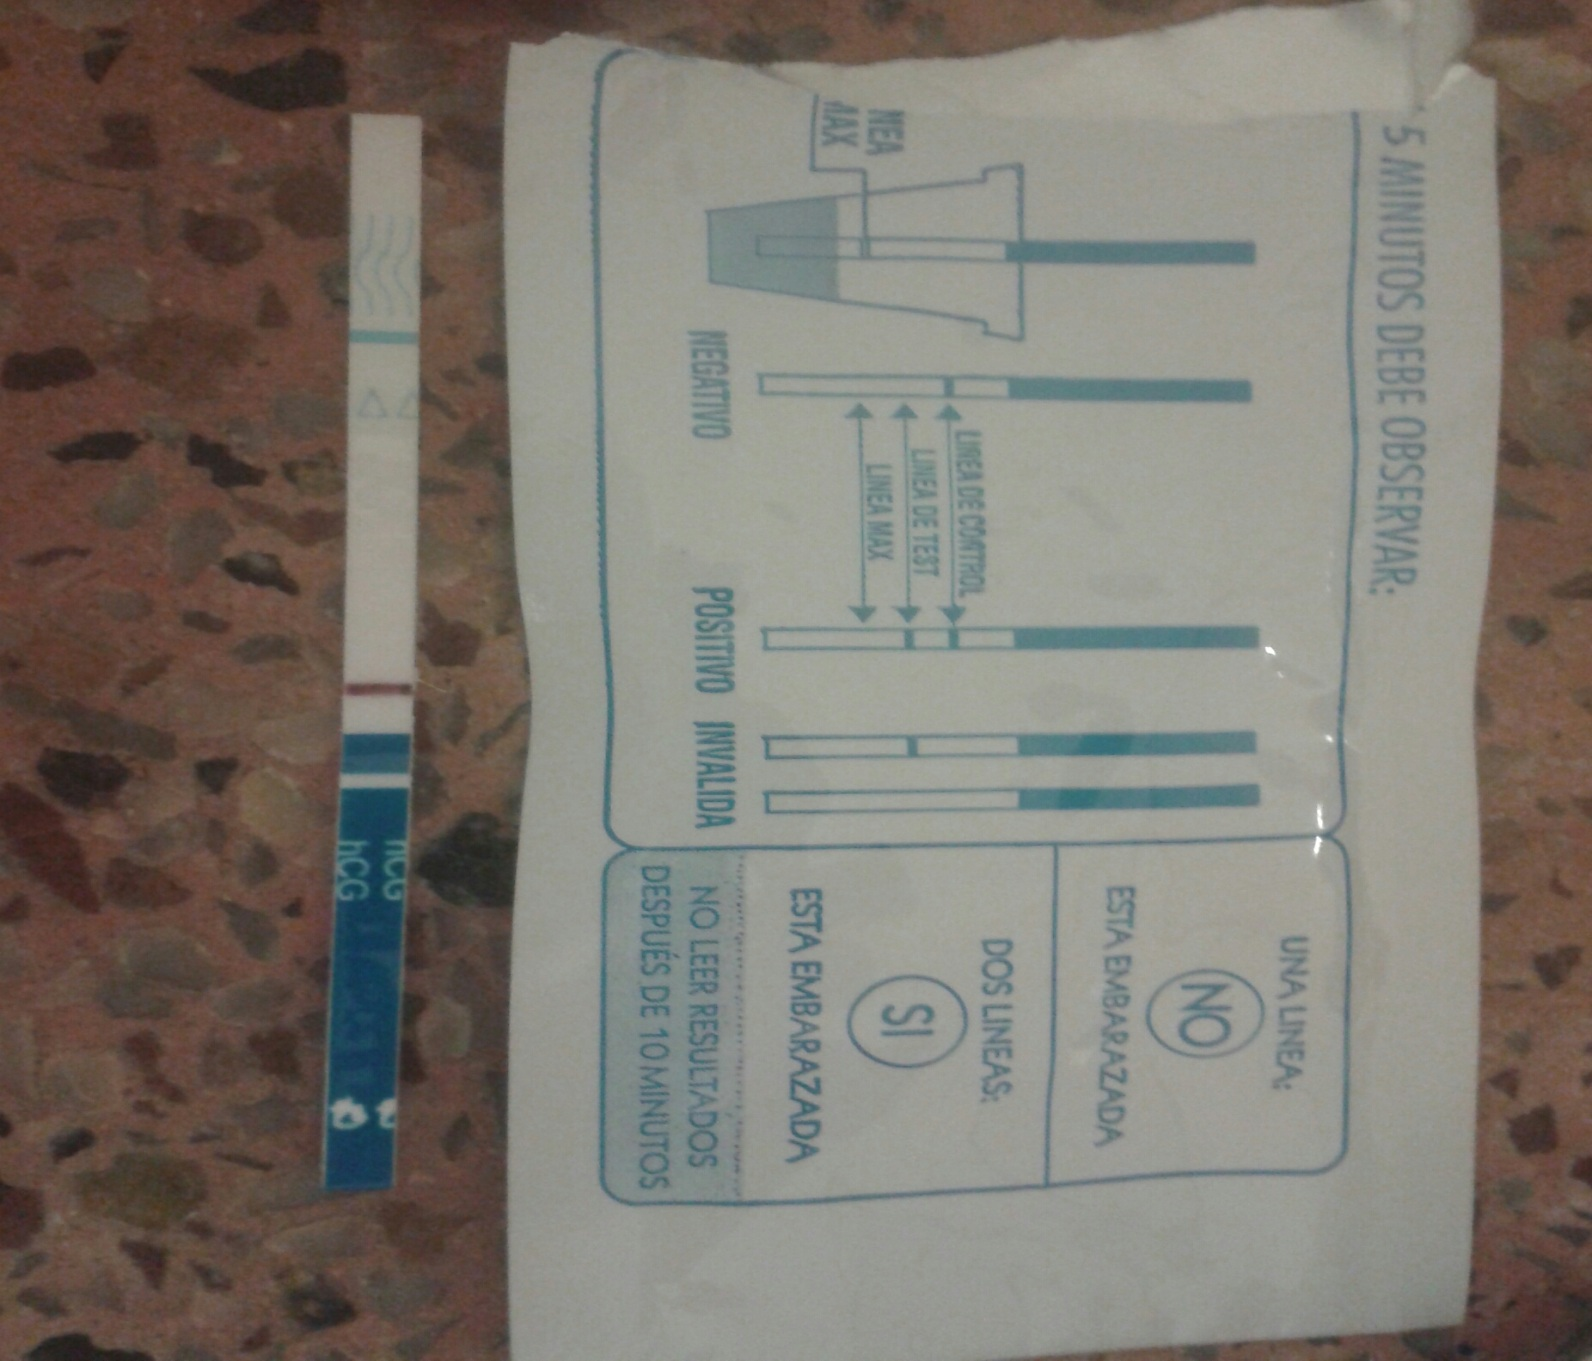 5 MINUTOS DEBE OBSERVAR:
NEA
MAX
LINEA DE CONTROL
LINEA DE TEST
LINEA MAX
NEGATIVO
POSITIVO
INVALIDA
UNA LINEA:
NO
ESTA EMBARAZADA
DOS LINEAS:
SI
ESTA EMBARAZADA
NO LEER RESULTADOS
DESPUÉS DE 10 MINUTOS
hCG
hCG